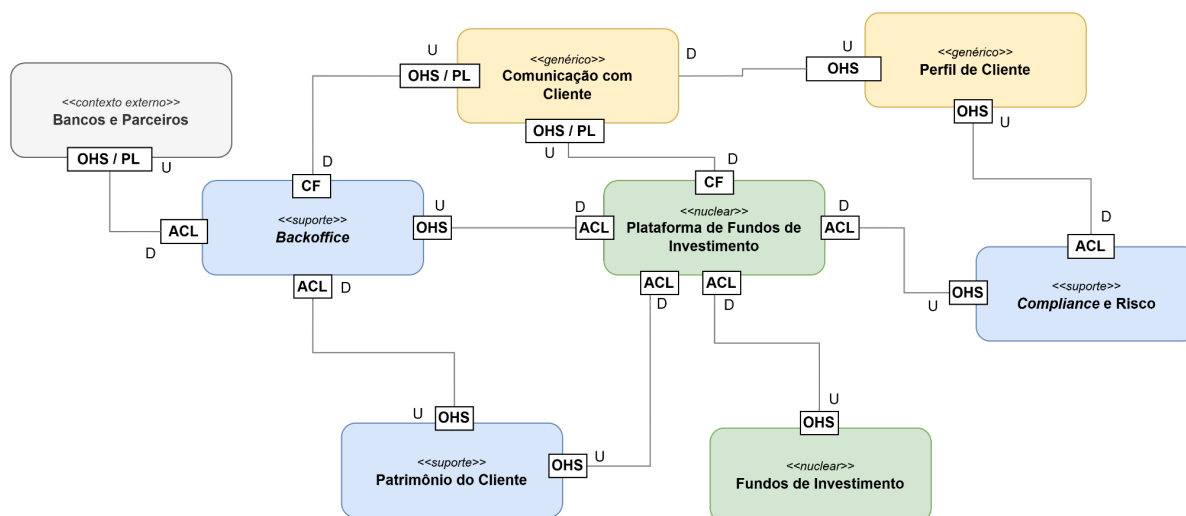 U
<<genérico>>
D
U
<<genérico>>
OHS / PL
Comunicação com
Cliente
OHS
Perfil de Cliente
<<contexto externo>>
Bancos e Parceiros
OHS
U
OHS / PL
U
OHS / PL
U
D
D
CF
CF
<<suporte>>
Backoffice
U
OHS
D
ACL
<<nuclear>>
Plataforma de Fundos de
Investimento
D
ACL
D
ACL
ACL
D
ACL
D
ACL
D
ACL
D
<<suporte>>
Compliance e Risco
OHS
U
U
OHS
U
OHS
<<suporte>>
Patrimônio do Cliente
U
OHS
<<nuclear>>
Fundos de Investimento